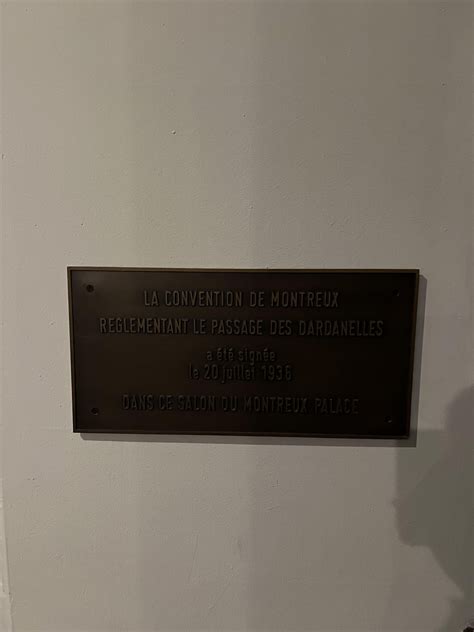 LA CONVENTION DE MONTREUX
REGLEMENTANT LE PASSAGE DES DARDANELLES
a été signée
le 20 juillet 1936
DANS CE SALON DU MONTREUX PALACE